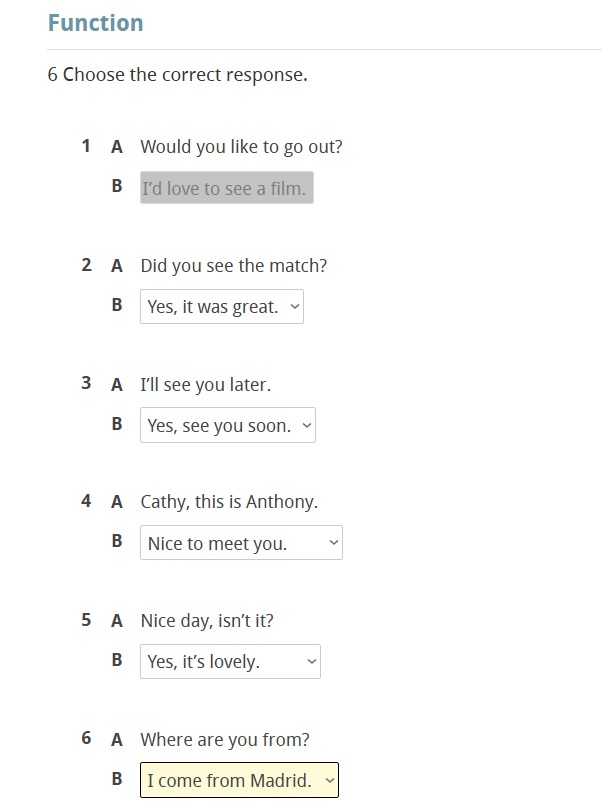 Function
6 Choose the correct response.
1 A Would you like to go out?
B I'd love to see a film.
2 A Did you see the match?
B Yes, it was great.
3 A I'll see you later.
B Yes, see you soon.
4 A Cathy, this is Anthony.
B Nice to meet you.
5 A Nice day, isn't it?
B Yes, it's lovely.
6 A Where are you from?
B I come from Madrid.